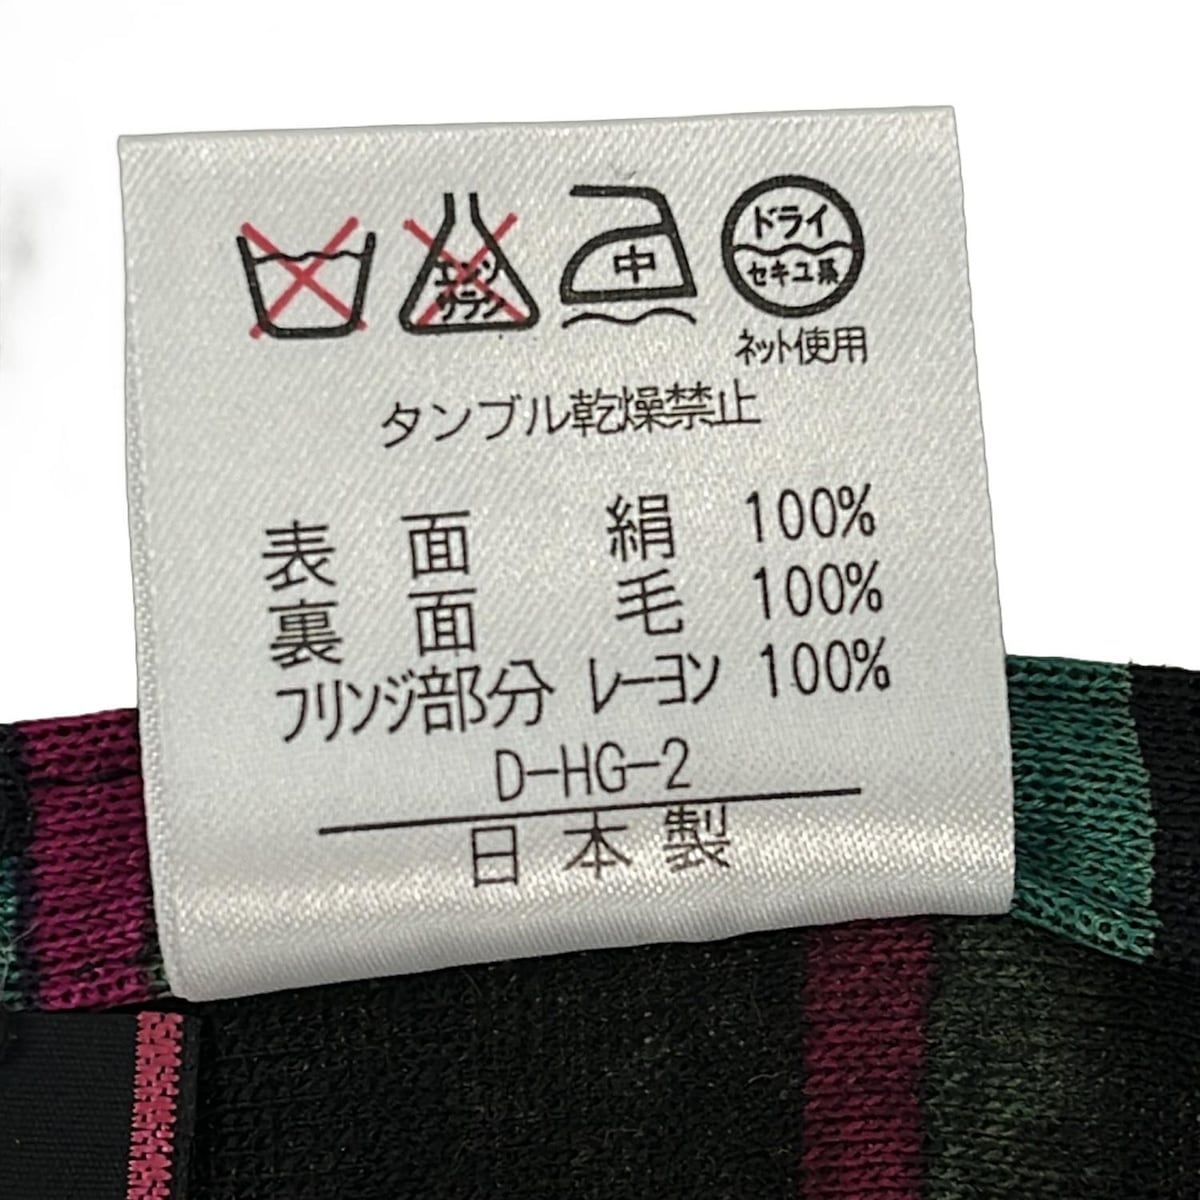 エンソ
サラシ
中
ドライ
セキユ系
ネット使用
タンブル乾燥禁止
表 面 絹 100%
裏 面 毛 100%
フリンジ部分 レーヨン 100%
D-HG-2
日本製